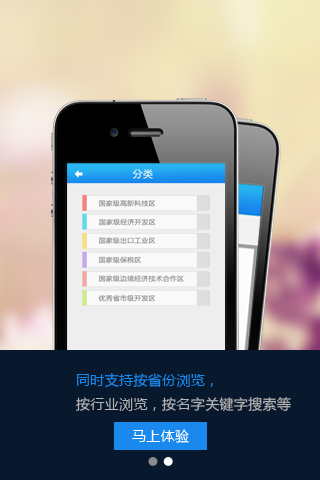 分类
国家级高新科技区
国家级经济开发区
国家级出口工业区
国家级保税区
国家级边境经济技术合作区
优秀省市级开发区
同时支持按省份浏览，
按行业浏览，按名字关键字搜索等
马上体验